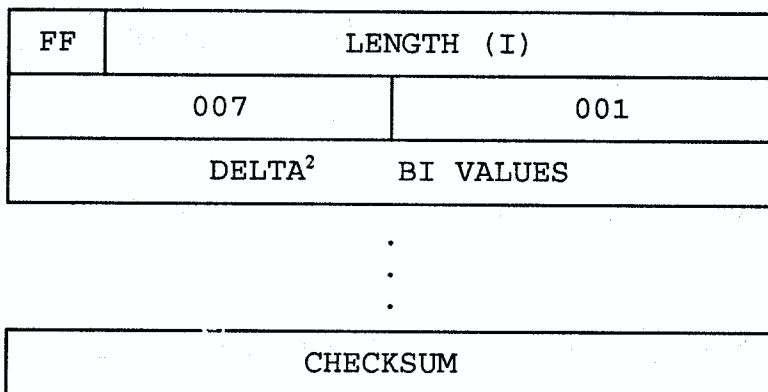 FF LENGTH (I)
007 001
DELTA² BI VALUES
.
.
.
CHECKSUM